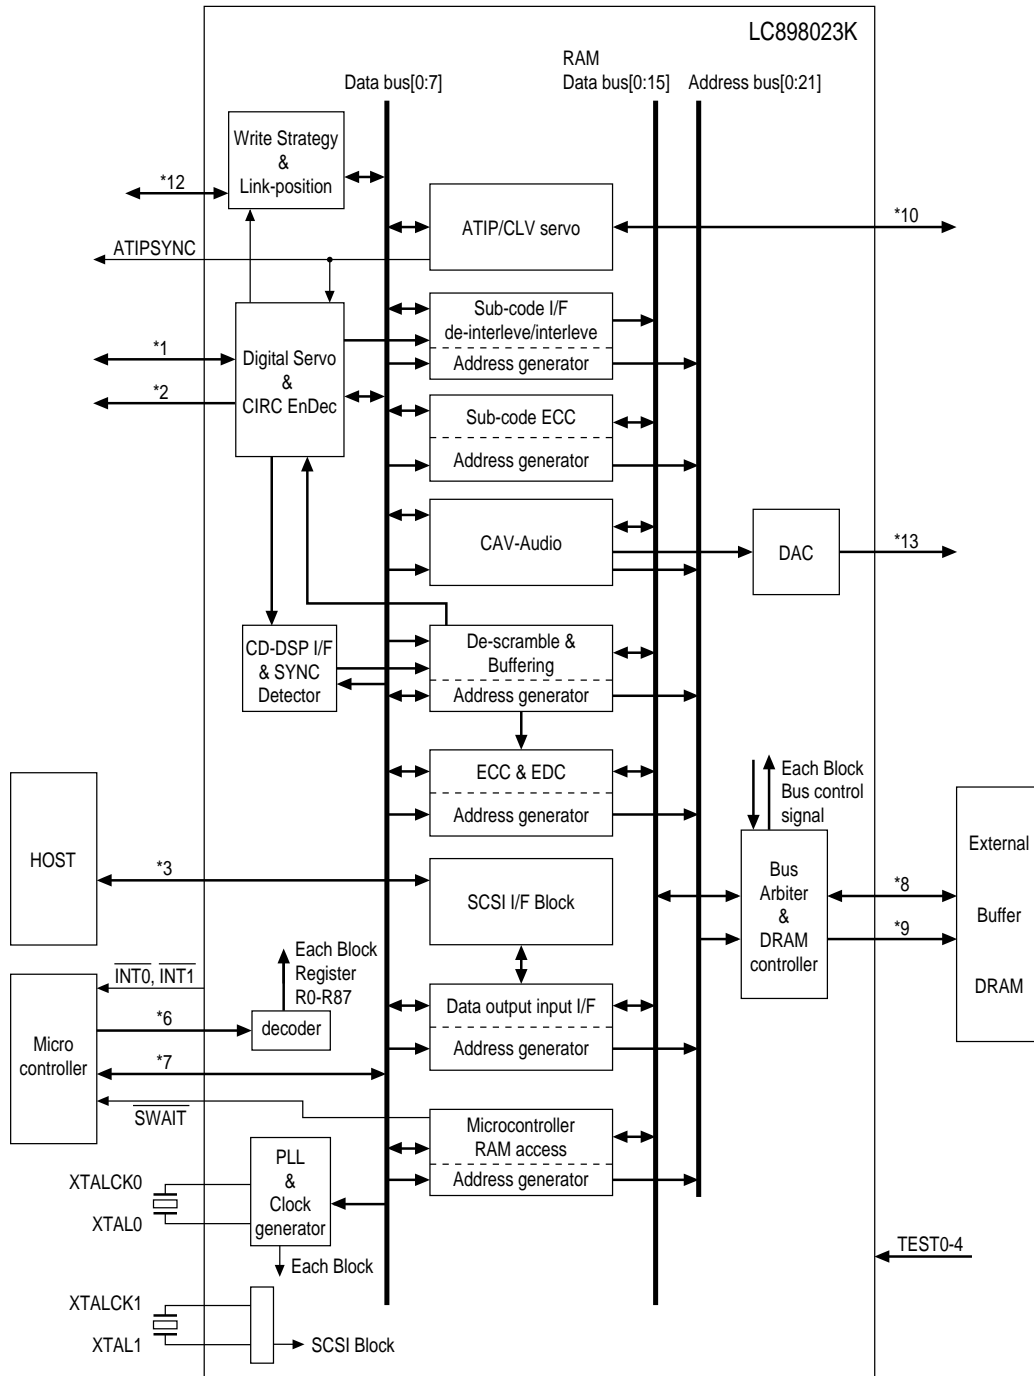 LC898023K
RAM
Data bus[0:7]
Data bus[0:15]
Address bus[0:21]
Write Strategy
&
Link-position
*12
ATIP/CLV servo
*10
ATIPSYNC
Sub-code I/F
de-interleve/interleve
Address generator
*1
*2
Digital Servo
&
CIRC EnDec
Sub-code ECC
Address generator
CAV-Audio
DAC
*13
CD-DSP I/F
& SYNC
Detector
De-scramble &
Buffering
Address generator
ECC & EDC
Address generator
Each Block
Bus control
signal
HOST
*3
SCSI I/F Block
Bus
Arbiter
&
DRAM
controller
*8
*9
External
Buffer
DRAM
INT0, INT1
Each Block
Register
R0-R87
Micro
controller
*6
decoder
*7
Data output input I/F
Address generator
SWAIT
Microcontroller
RAM access
Address generator
XTALCK0
XTAL0
PLL
&
Clock
generator
Each Block
TEST0-4
XTALCK1
XTAL1
SCSI Block